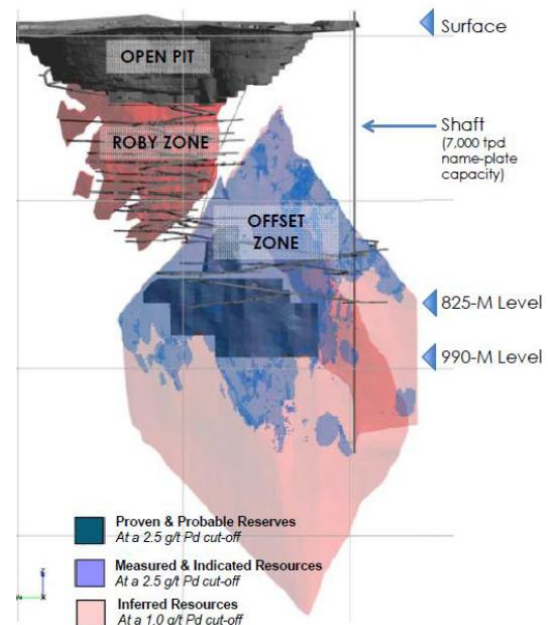 Surface
OPEN PIT
Shaft
(7,000 tpd
name-plate
capacity)
ROBY ZONE
OFFSET
ZONE
825-M Level
990-M Level
Proven & Probable Reserves
At a 2.5 g/t Pd cut-off
Measured & Indicated Resources
At a 2.5 g/t Pd cut-off
Inferred Resources
At a 1.0 g/t Pd cut-off